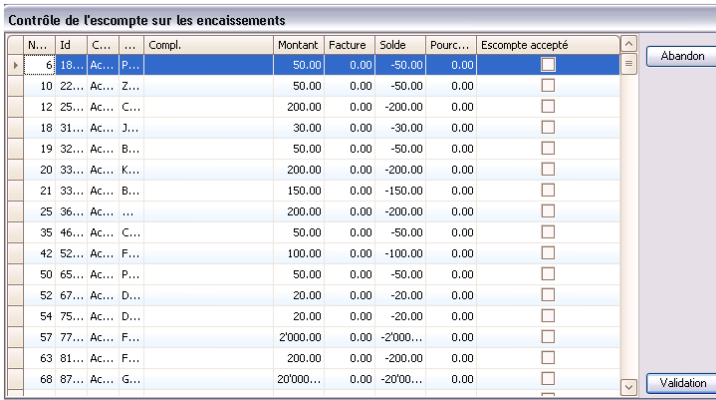 Contrôle de l'escompte sur les encaissements
N... Id C... ... Compl. Montant Facture Solde Pourc... Escompte accepté
Abandon
6 18... Ac... P... 50.00 0.00 -50.00 0.00
10 22... Ac... Z... 50.00 0.00 -50.00 0.00
12 25... Ac... C... 200.00 0.00 -200.00 0.00
18 31... Ac... J... 30.00 0.00 -30.00 0.00
19 32... Ac... B... 50.00 0.00 -50.00 0.00
20 33... Ac... K... 200.00 0.00 -200.00 0.00
21 33... Ac... B... 150.00 0.00 -150.00 0.00
25 36... Ac... ... 200.00 0.00 -200.00 0.00
35 46... Ac... C... 50.00 0.00 -50.00 0.00
42 52... Ac... F... 100.00 0.00 -100.00 0.00
50 65... Ac... P... 50.00 0.00 -50.00 0.00
52 67... Ac... D... 20.00 0.00 -20.00 0.00
54 75... Ac... D... 20.00 0.00 -20.00 0.00
57 77... Ac... F... 2'000.00 0.00 -2'000... 0.00
63 81... Ac... F... 200.00 0.00 -200.00 0.00
68 87... Ac... G... 20'000... 0.00 -20'00... 0.00
Validation